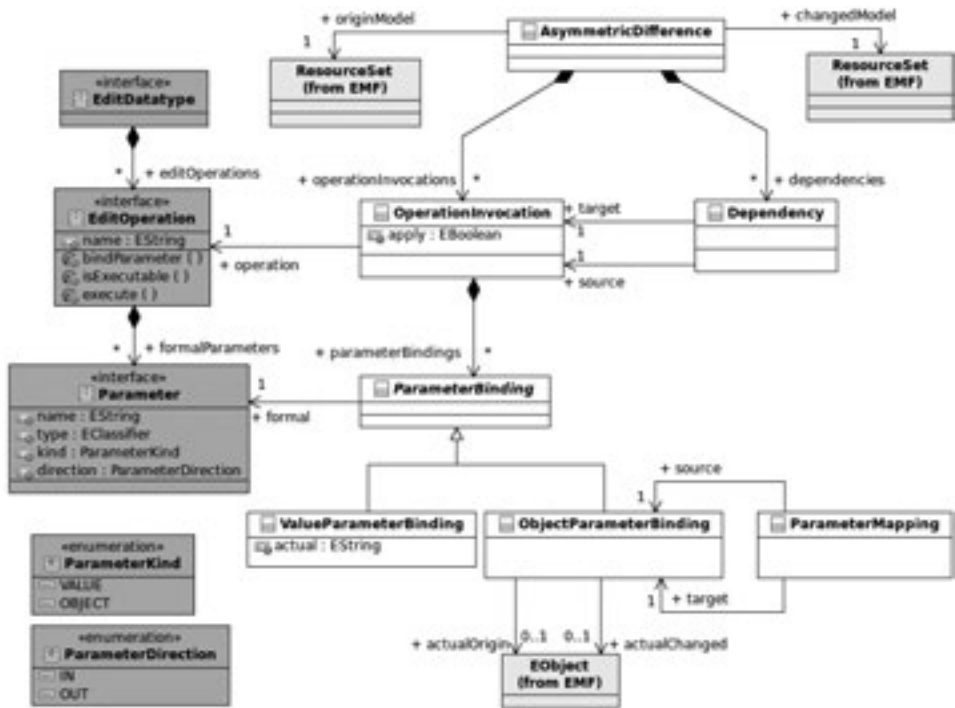 + originModel
AsymmetricDifference
+ changedModel
1
1
ResourceSet
(from EMF)
ResourceSet
(from EMF)
«interface»
EditDatatype
*
+ editOperations
+ operationInvocations
*
*
+ dependencies
«interface»
EditOperation
name : EString
bindParameter ( )
isExecutable ( )
execute ( )
1
+ operation
OperationInvocation
apply : EBoolean
+ target
1
1
+ source
Dependency
*
+ formalParameters
+ parameterBindings
*
«interface»
Parameter
name : EString
type : EClassifier
kind : ParameterKind
direction : ParameterDirection
1
+ formal
ParameterBinding
+ source
1
ValueParameterBinding
actual : EString
ObjectParameterBinding
ParameterMapping
1
+ target
«enumeration»
ParameterKind
VALUE
OBJECT
«enumeration»
ParameterDirection
IN
OUT
+ actualOrigin
0..1
0..1
+ actualChanged
EObject
(from EMF)